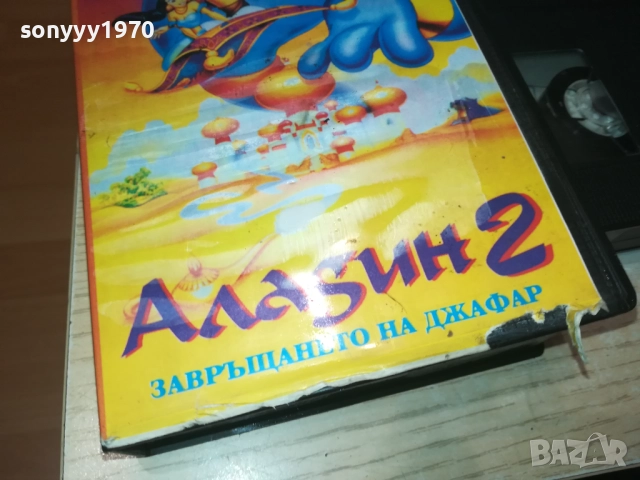 sonyyy1970
Аладин 2
ЗАВРЪЩАНЕТО НА ДЖАФАР
BAZAR